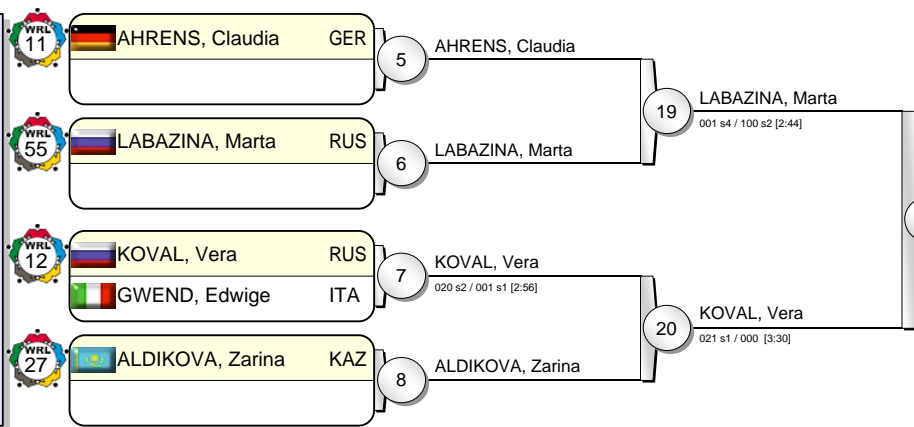 WRL
11
AHRENS, Claudia GER
5
AHRENS, Claudia
19
LABAZINA, Marta
001 s4 / 100 s2 [2:44]
WRL
55
LABAZINA, Marta RUS
6
LABAZINA, Marta
WRL
12
KOVAL, Vera RUS
GWEND, Edwige ITA
7
KOVAL, Vera
020 s2 / 001 s1 [2:56]
20
KOVAL, Vera
021 s1 / 000 [3:30]
WRL
27
ALDIKOVA, Zarina KAZ
8
ALDIKOVA, Zarina